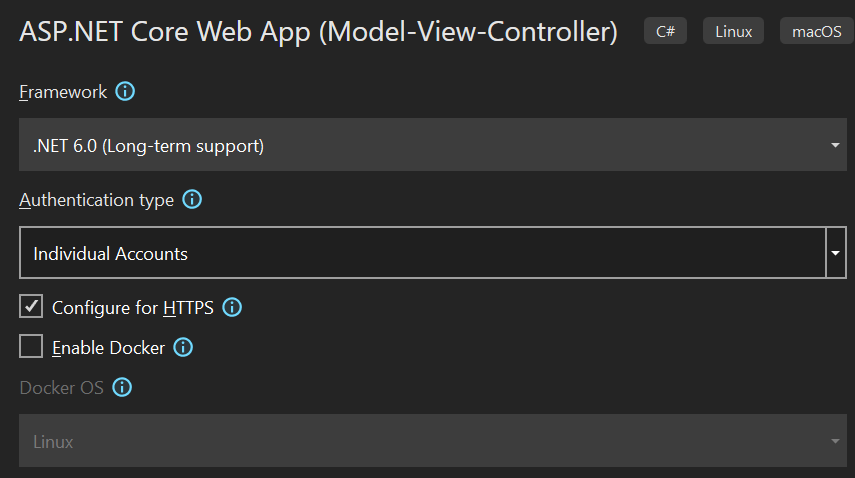 ASP.NET Core Web App (Model-View-Controller) C# Linux macOS
Framework
.NET 6.0 (Long-term support)
Authentication type
Individual Accounts
Configure for HTTPS
Enable Docker
Docker OS
Linux